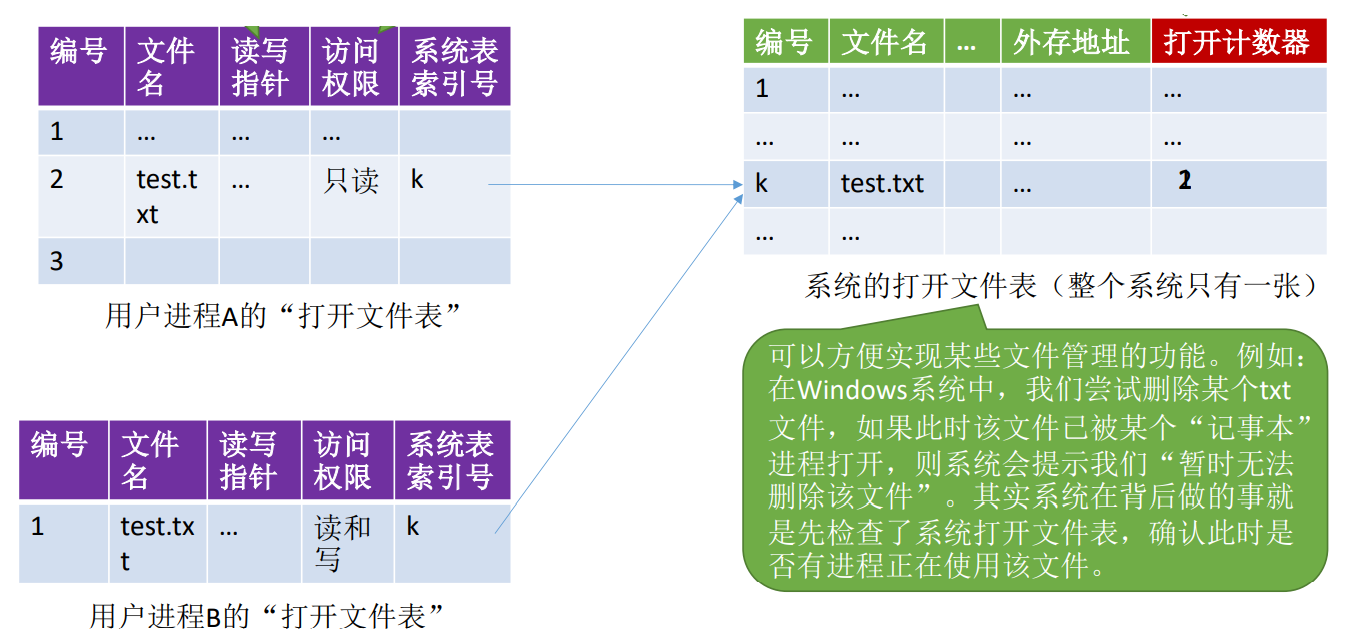 编号 文件名 读写指针 访问权限 系统表索引号
1 … … …
2 test.txt … 只读 k
3
用户进程A的“打开文件表”
编号 文件名 读写指针 访问权限 系统表索引号
1 test.txt … 读和写 k
用户进程B的“打开文件表”
编号 文件名 … 外存地址 打开计数器
1 … … …
… … … …
k test.txt …
… …
系统的打开文件表（整个系统只有一张）
可以方便实现某些文件管理的功能。例如：
在Windows系统中，我们尝试删除某个txt
文件，如果此时该文件已被某个“记事本”
进程打开，则系统会提示我们“暂时无法
删除该文件”。其实系统在背后做的事就
是先检查了系统打开文件表，确认此时是
否有进程正在使用该文件。